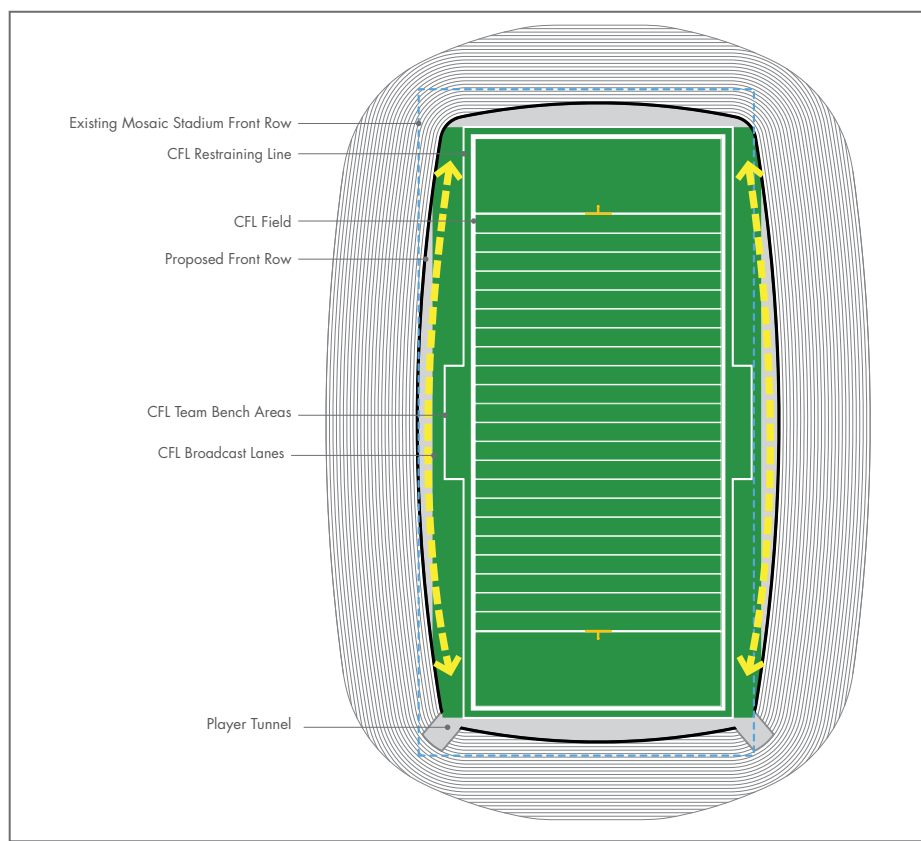 Existing Mosaic Stadium Front Row
CFL Restraining Line
CFL Field
Proposed Front Row
CFL Team Bench Areas
CFL Broadcast Lanes
Player Tunnel